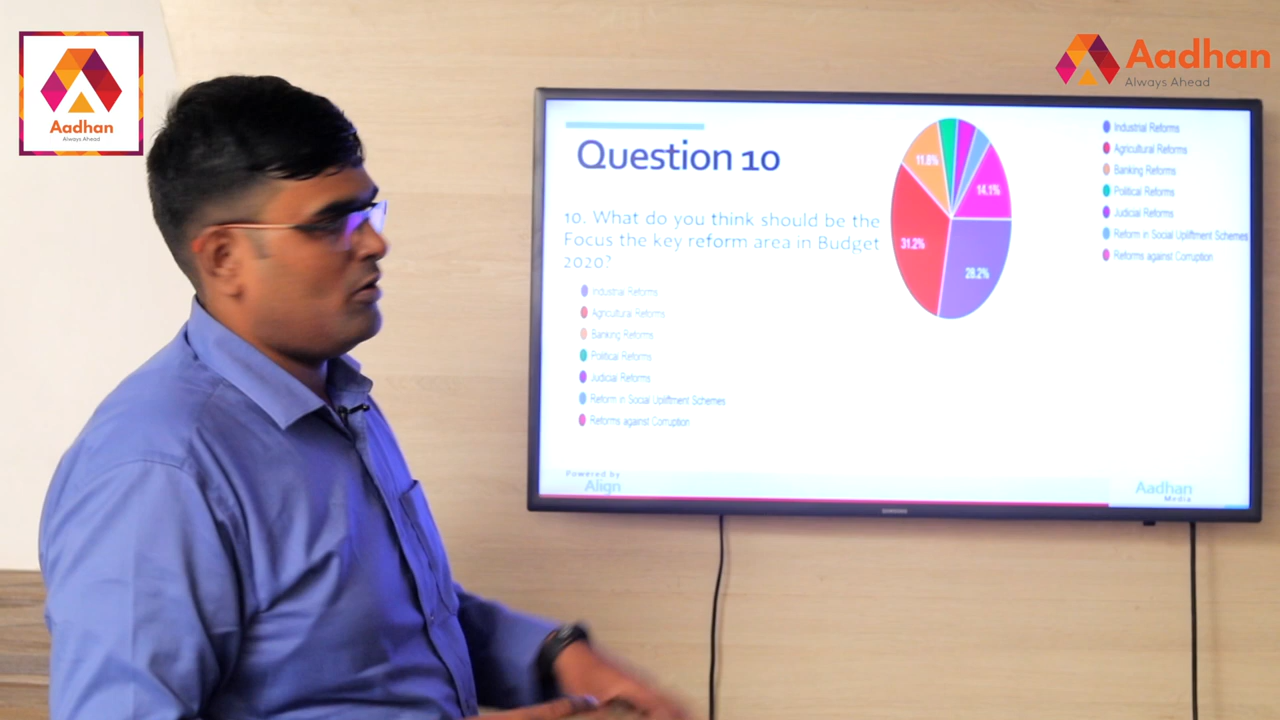 Aadhan
Always Ahead
Aadhan
Always Ahead
Question 10
10. What do you think should be the
Focus the key reform area in Budget
2020?
Industrial Reforms
Agricultural Reforms
Banking Reforms
Political Reforms
Judicial Reforms
Reform in Social Upliftment Schemes
Reforms against Corruption
11.8%
14.1%
31.2%
28.2%
Industrial Reforms
Agricultural Reforms
Banking Reforms
Political Reforms
Judicial Reforms
Reform in Social Upliftment Schemes
Reforms against Corruption
Powered by
Align
Aadhan
Media
SAMSUNG